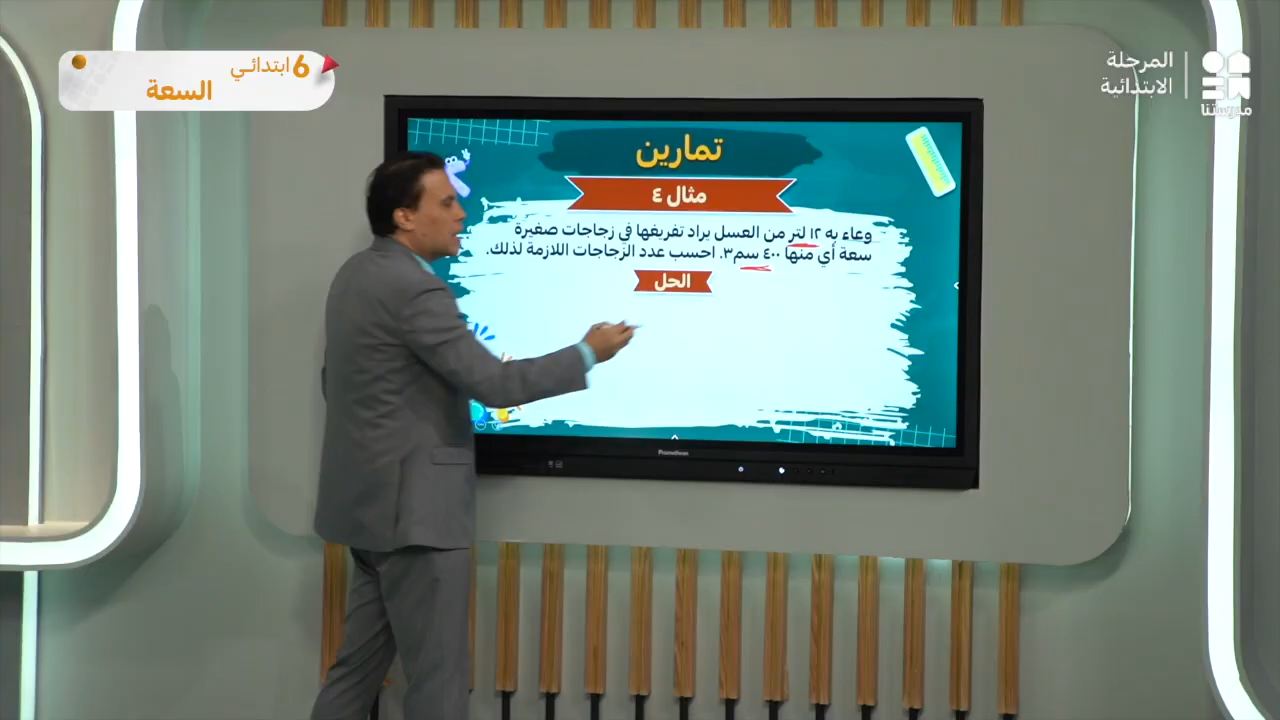 6 ابتدائي
السعة
المرحلة
الابتدائية
مدرستنا
تمارين
مثال ٤
وعاء به ١٢ لتر من العسل يراد تفريغها في زجاجات صغيرة
سعة أي منها ٤٠٠ سم٣. احسب عدد الزجاجات اللازمة لذلك.
الحل
Promethean